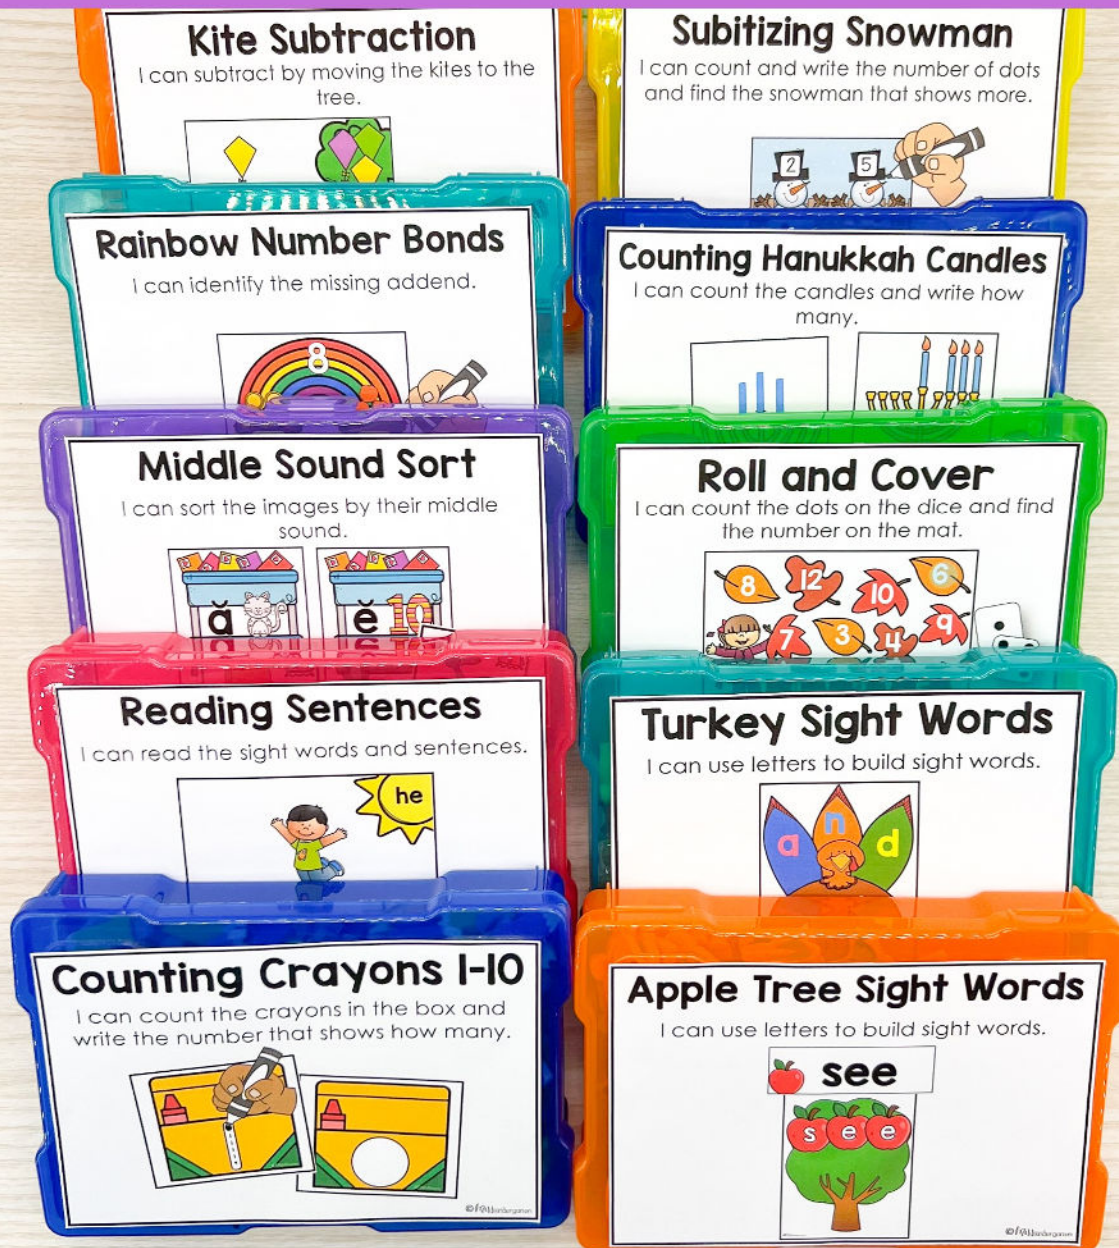 Kite Subtraction
I can subtract by moving the kites to the
tree.
Rainbow Number Bonds
I can identify the missing addend.
8
Middle Sound Sort
I can sort the images by their middle
sound.
ă
ĕ 10
Reading Sentences
I can read the sight words and sentences.
he
Counting Crayons 1-10
I can count the crayons in the box and
write the number that shows how many.
Subitizing Snowman
I can count and write the number of dots
and find the snowman that shows more.
2 5
Counting Hanukkah Candles
I can count the candles and write how
many.
Roll and Cover
I can count the dots on the dice and find
the number on the mat.
8 12 10 6
7 3 4 9
Turkey Sight Words
I can use letters to build sight words.
a n d
Apple Tree Sight Words
I can use letters to build sight words.
see
s e e